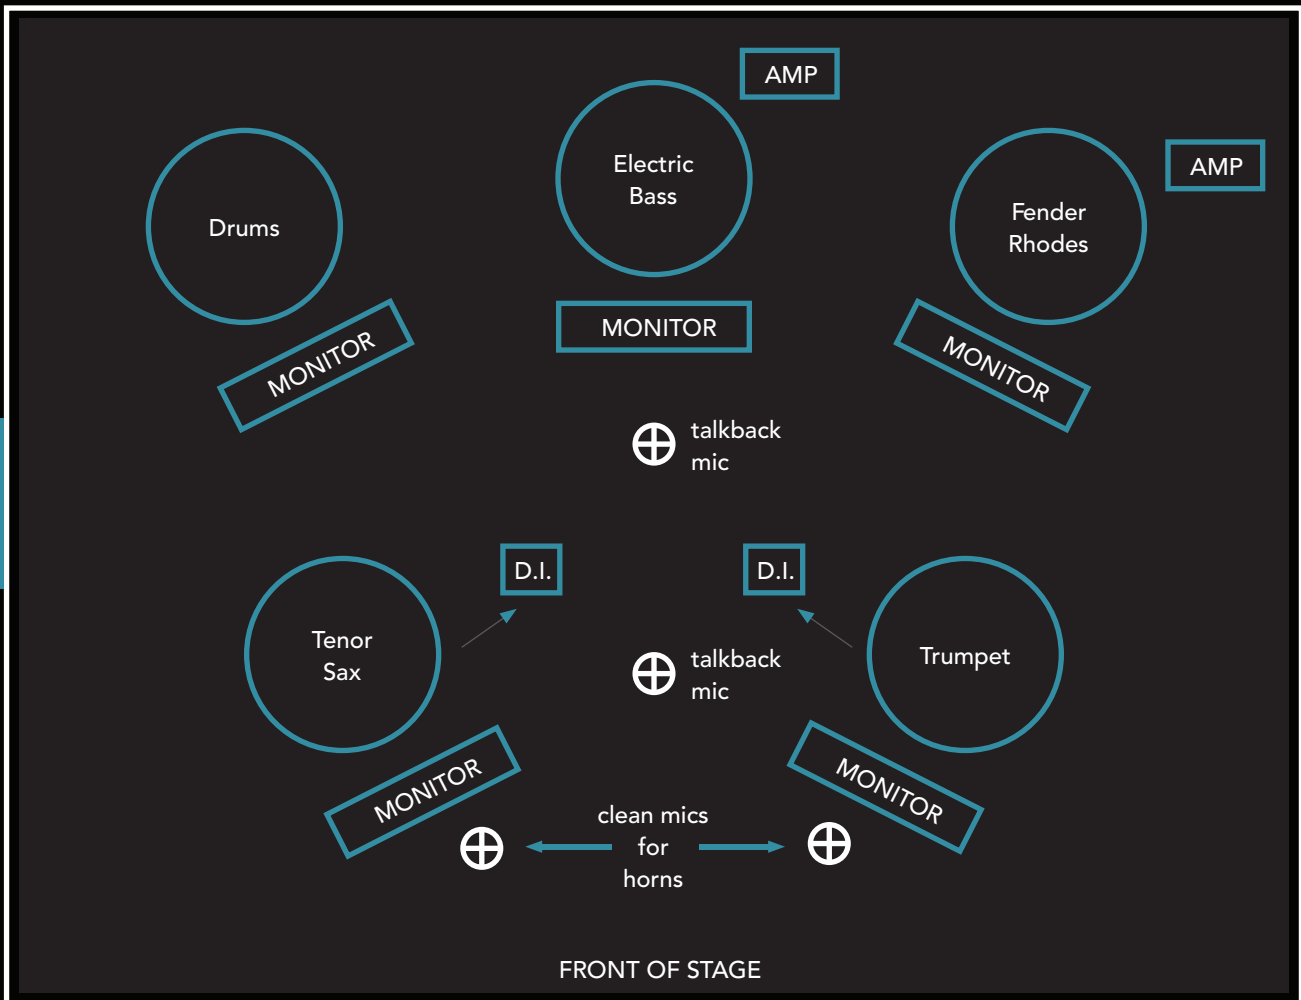 AMP
Electric
Bass
AMP
Drums
Fender
Rhodes
MONITOR
MONITOR
MONITOR
talkback
mic
D.I.
D.I.
Tenor
Sax
Trumpet
talkback
mic
MONITOR
MONITOR
clean mics
for
horns
FRONT OF STAGE